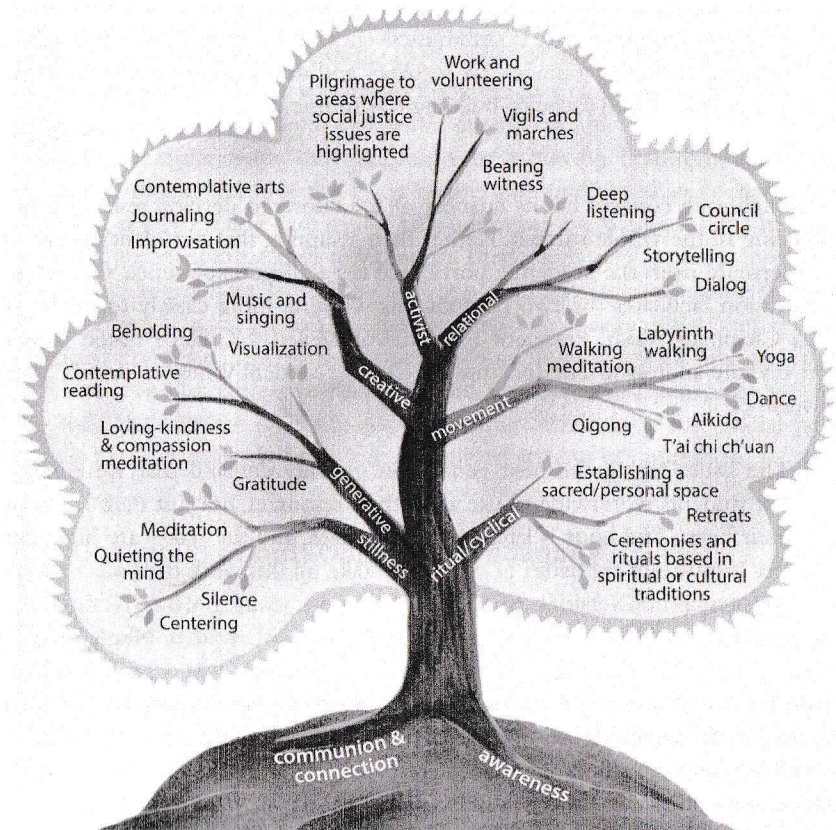 Work and
volunteering
Pilgrimage to
areas where
social justice
issues are
highlighted
Vigils and
marches
Bearing
witness
Contemplative arts
Journaling
Improvisation
Music and
singing
Deep
listening
Council
circle
Storytelling
Dialog
activist
relational
creative
Beholding
Visualization
Contemplative
reading
Loving-kindness
& compassion
meditation
Gratitude
generative
Walking
meditation
Labyrinth
walking
Yoga
Dance
Aikido
Qigong
T'ai chi ch'uan
movement
Meditation
Quieting the
mind
Silence
Centering
stillness
Establishing a
sacred/personal space
Retreats
Ceremonies and
rituals based in
spiritual or cultural
traditions
ritual/cyclical
communion &
connection
awareness